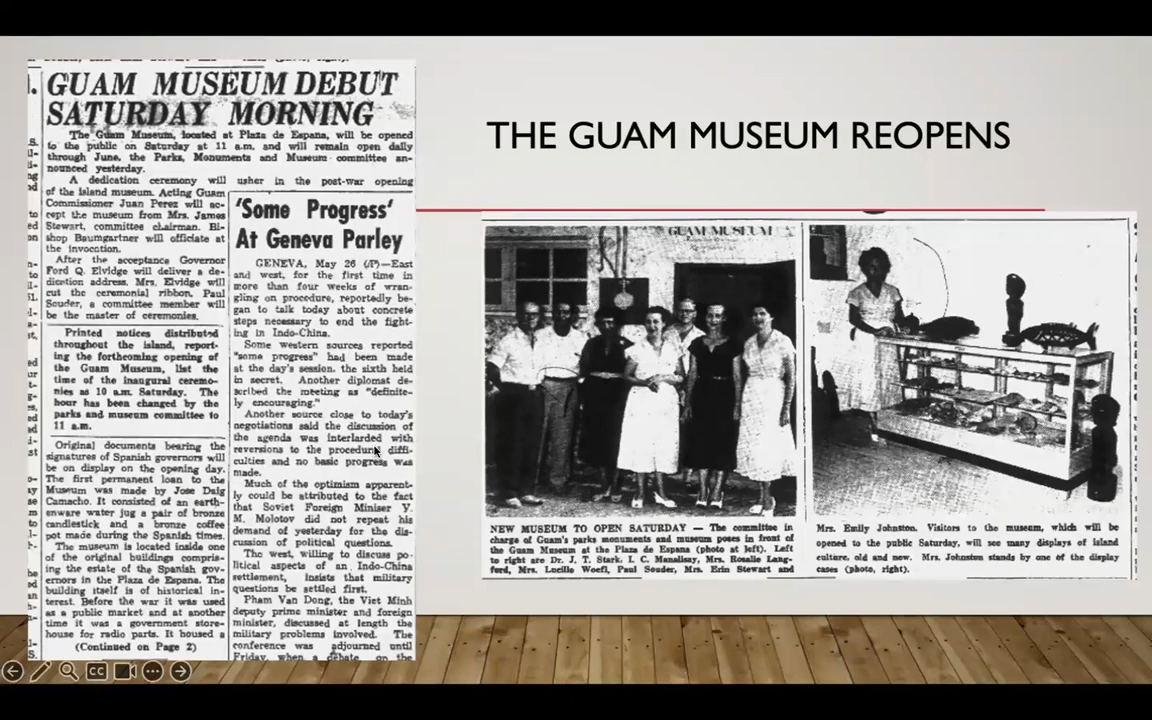 GUAM MUSEUM DEBUT
SATURDAY MORNING
The Guam Museum, located at Plaza de Espana, will be opened
to the public on Saturday at 11 a.m. and will remain open daily
through June, the Parks, Monuments and Museum committee an-
nounced yesterday.
A dedication ceremony will usher in the post-war opening
of the island museum. Acting Guam
Commissioner Juan Perez will ac-
cept the museum from Mrs. James
Stewart, committee chairman. Bi-
shop Baumgartner will officiate at
the invocation.
After the acceptance Governor
Ford Q. Elvidge will deliver a de-
dication address. Mrs. Elvidge will
cut the ceremonial ribbon. Paul
Souder, a committee member will
be the master of ceremonies.
Printed notices distributed
throughout the island, report-
ing the forthcoming opening of
the Guam Museum, list the
time of the inaugural ceremo-
nies as 10 a.m. Saturday. The
hour has been changed by the
parks and museum committee to
11 a.m.
Original documents bearing the
signatures of Spanish governors will
be on display on the opening day.
The first permanent loan to the
Museum was made by Jose Daig
Camacho. It consisted of an earth-
enware water jug a pair of bronze
candlestick and a bronze coffee
pot made during the Spanish times.
The museum is located inside one
of the original buildings compris-
ing the estate of the Spanish gov-
ernors in the Plaza de Espana. The
building itself is of historical in-
terest. Before the war it was used
as a public market and at another
time it was a government store-
house for radio parts. It housed a
(Continued on Page 2)
'Some Progress'
At Geneva Parley
GENEVA, May 26 (AP)—East
and west, for the first time in
more than four weeks of wran-
gling on procedure, reportedly be-
gan to talk today about concrete
steps necessary to end the fight-
ing in Indo-China.
Some western sources reported
"some progress" had been made
at the day's session, the sixth held
in secret. Another diplomat de-
scribed the meeting as "definite-
ly encouraging."
Another source close to today's
negotiations said the discussion of
the agenda was interlarded with
reversions to the procedural diffi-
culties and no basic progress was
made.
Much of the optimism apparent-
ly could be attributed to the fact
that Soviet Foreign Miniser V.
M. Molotov did not repeat his
demand of yesterday for the dis-
cussion of political questions.
The west, willing to discuss po-
litical aspects of an Indo-China
settlement, insists that military
questions be settled first.
Pham Van Dong, the Viet Minh
deputy prime minister and foreign
minister, discussed at length the
military problems involved. The
conference was adjourned until
Friday, when a debate on the
THE GUAM MUSEUM REOPENS
GUAM MUSEUM
NEW MUSEUM TO OPEN SATURDAY — The committee in
charge of Guam's parks monuments and museum poses in front of
the Guam Museum at the Plaza de Espana (photo at left). Left
to right are Dr. J. T. Stark, I. C. Manalisay, Mrs. Rosalie Lang-
ford, Mrs. Lucille Woefl, Paul Souder, Mrs. Erin Stewart and
Mrs. Emily Johnston. Visitors to the museum, which will be
opened to the public Saturday, will see many displays of island
culture, old and new. Mrs. Johnston stands by one of the display
cases (photo, right).
CC